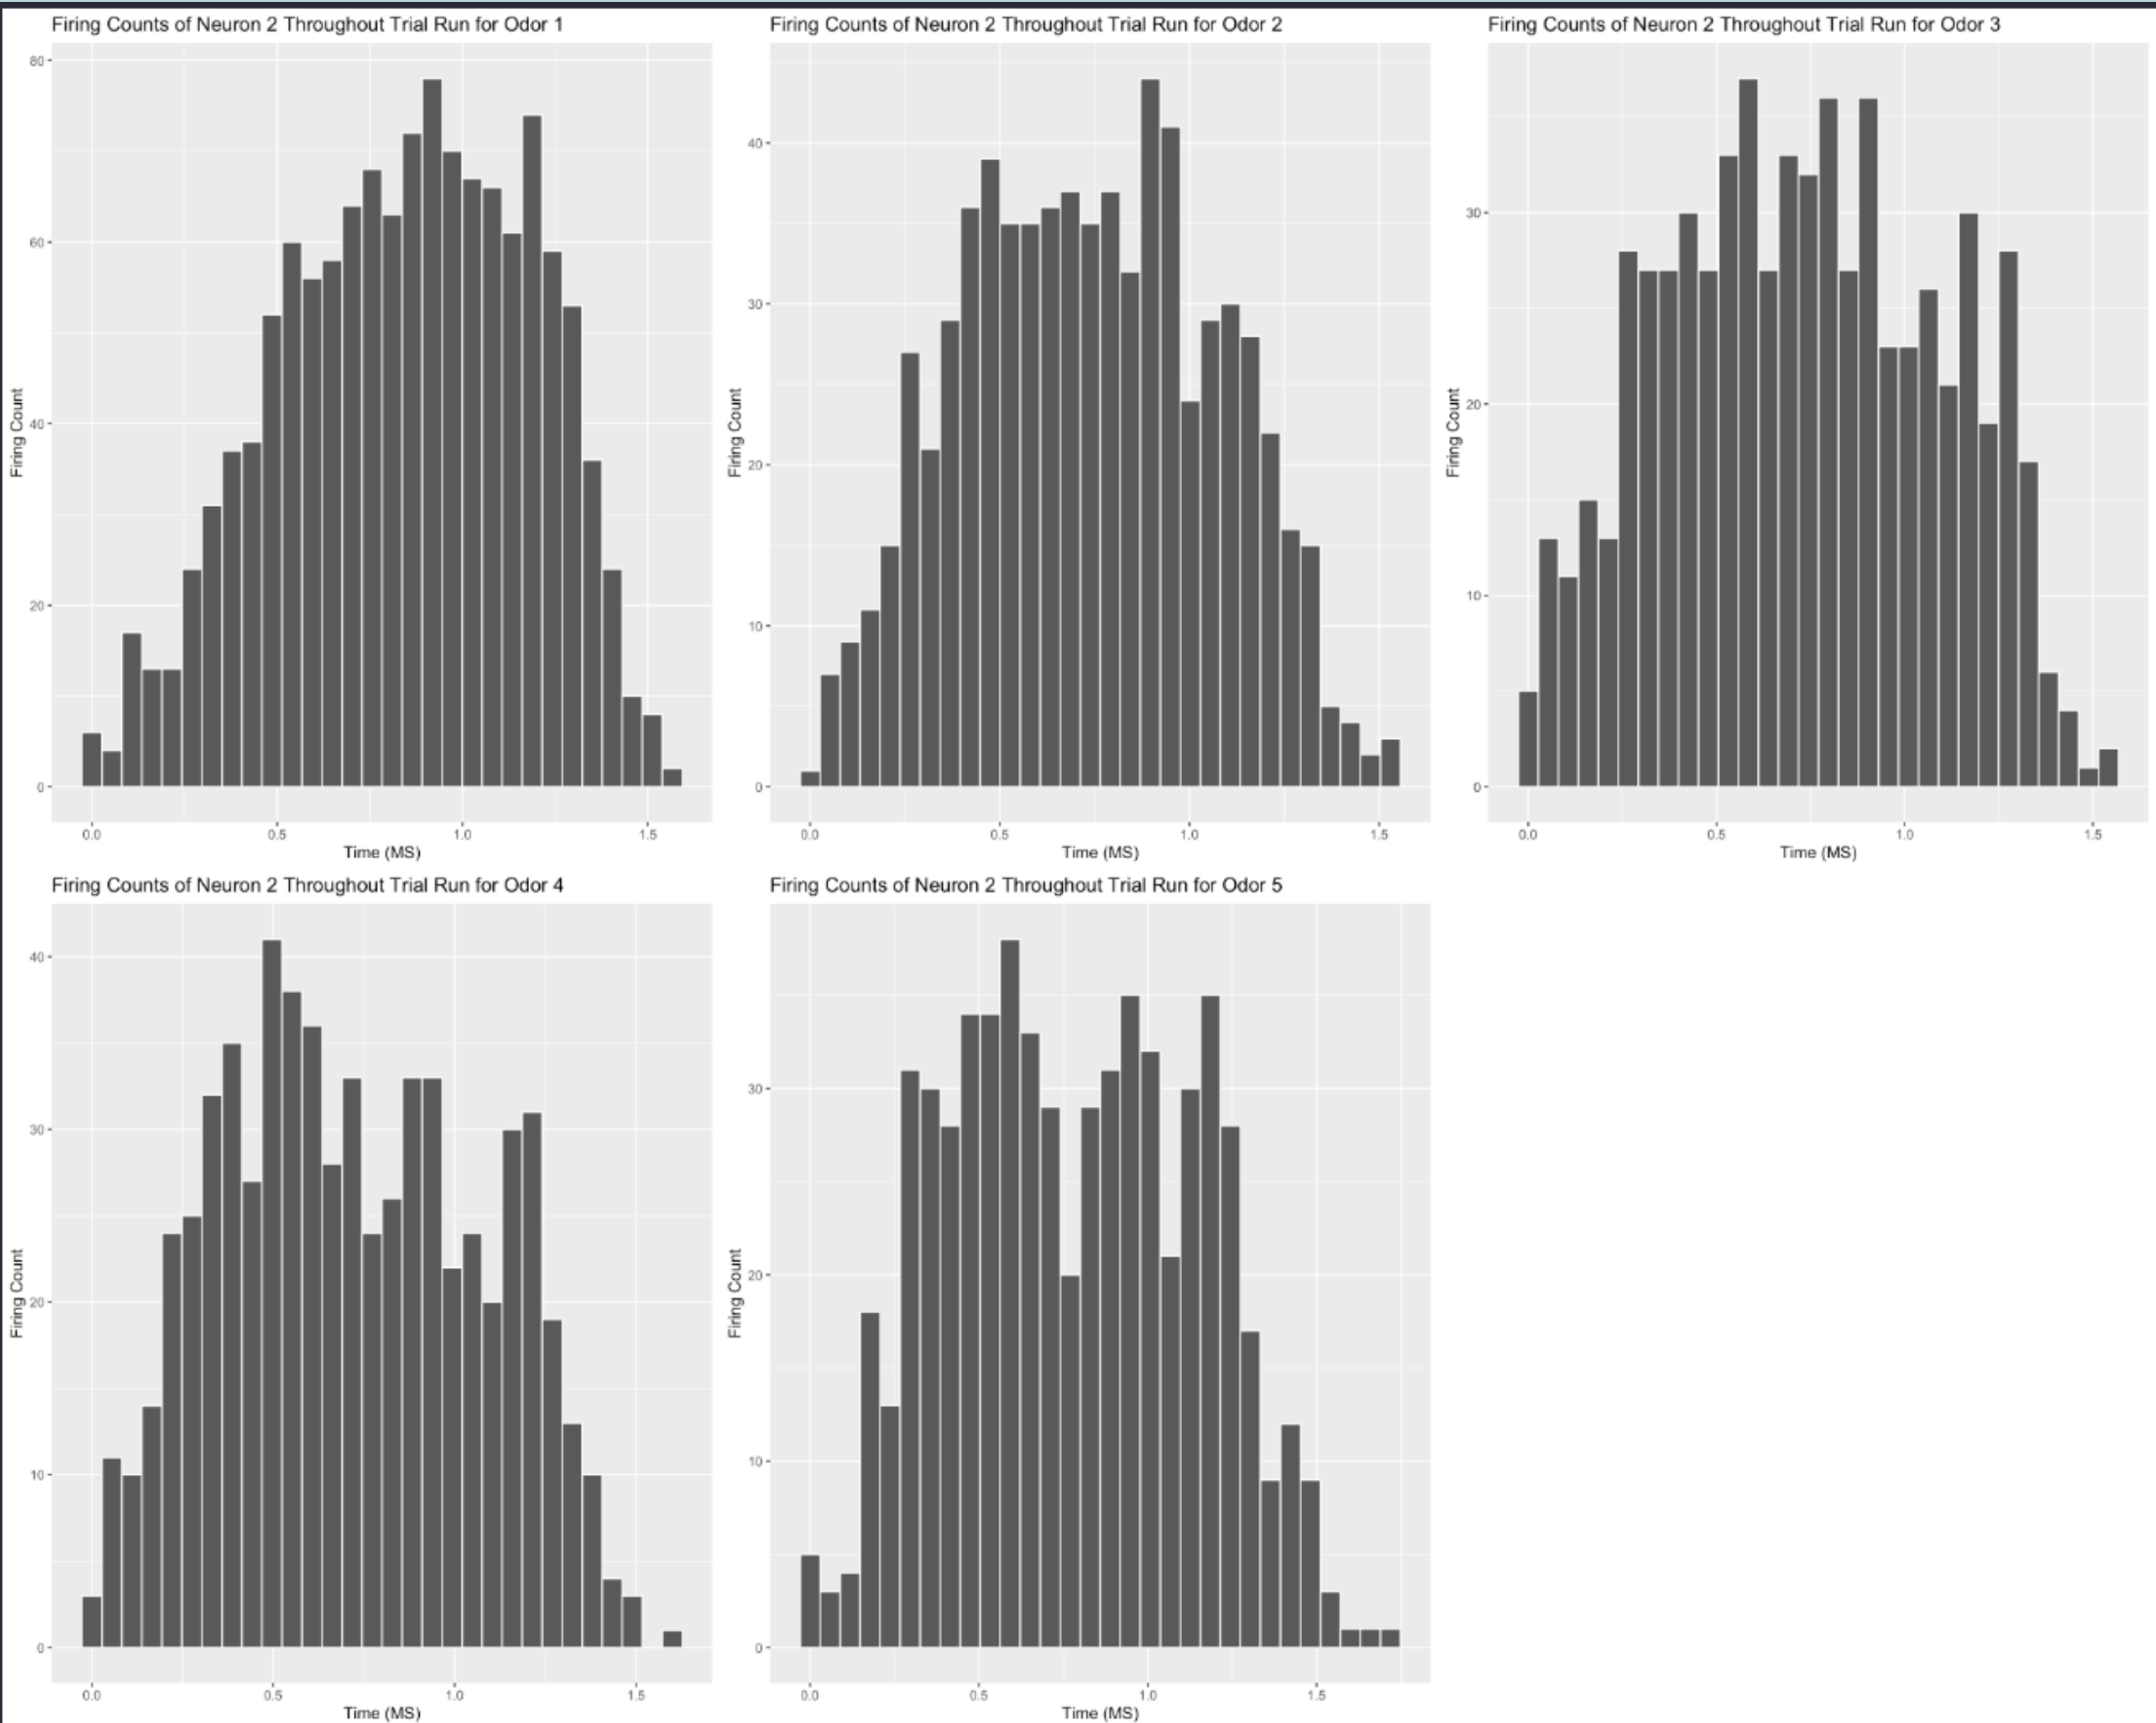 Firing Counts of Neuron 2 Throughout Trial Run for Odor 1
80
60
40
20
0
Firing Count
0.0 0.5 1.0 1.5
Time (MS)
Firing Counts of Neuron 2 Throughout Trial Run for Odor 2
40
30
20
10
0
Firing Count
0.0 0.5 1.0 1.5
Time (MS)
Firing Counts of Neuron 2 Throughout Trial Run for Odor 3
30
20
10
0
Firing Count
0.0 0.5 1.0 1.5
Time (MS)
Firing Counts of Neuron 2 Throughout Trial Run for Odor 4
40
30
20
10
0
Firing Count
0.0 0.5 1.0 1.5
Time (MS)
Firing Counts of Neuron 2 Throughout Trial Run for Odor 5
30
20
10
0
Firing Count
0.0 0.5 1.0 1.5
Time (MS)